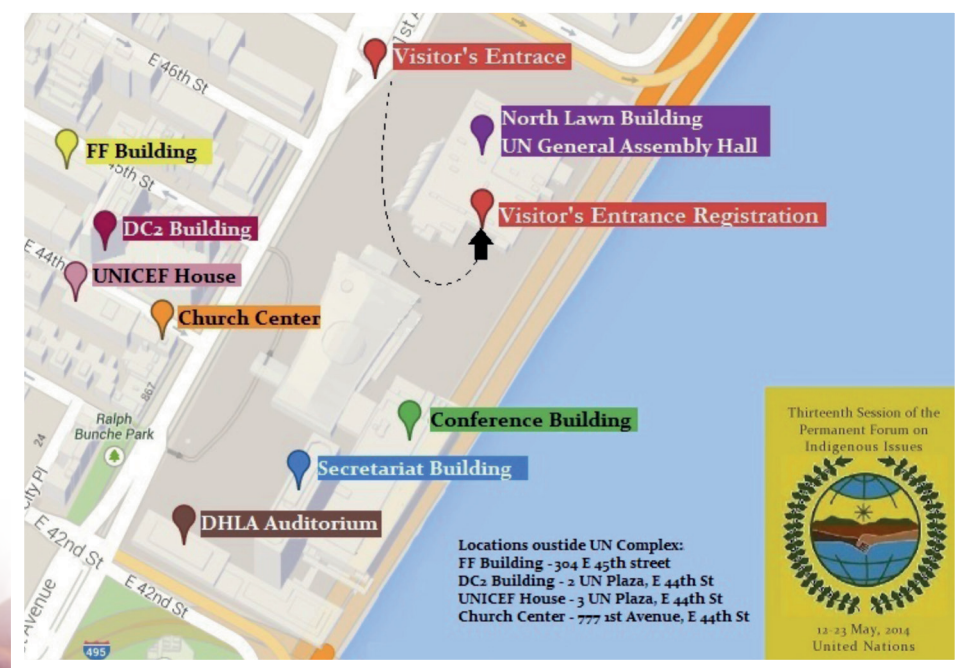 1st A
Visitor's Entrace
E 46th St
North Lawn Building
UN General Assembly Hall
FF Building
45th St
Visitor's Entrance Registration
DC2 Building
E 44th
UNICEF House
Church Center
867
Ralph
Bunche Park
24
City Pl
Conference Building
Secretariat Building
DHLA Auditorium
E 42nd St
E 42nd St
Avenue
495
Locations oustide UN Complex:
FF Building - 304 E 45th street
DC2 Building - 2 UN Plaza, E 44th St
UNICEF House - 3 UN Plaza, E 44th St
Church Center - 777 1st Avenue, E 44th St
Thirteenth Session of the
Permanent Forum on
Indigenous Issues
12-23 May, 2014
United Nations